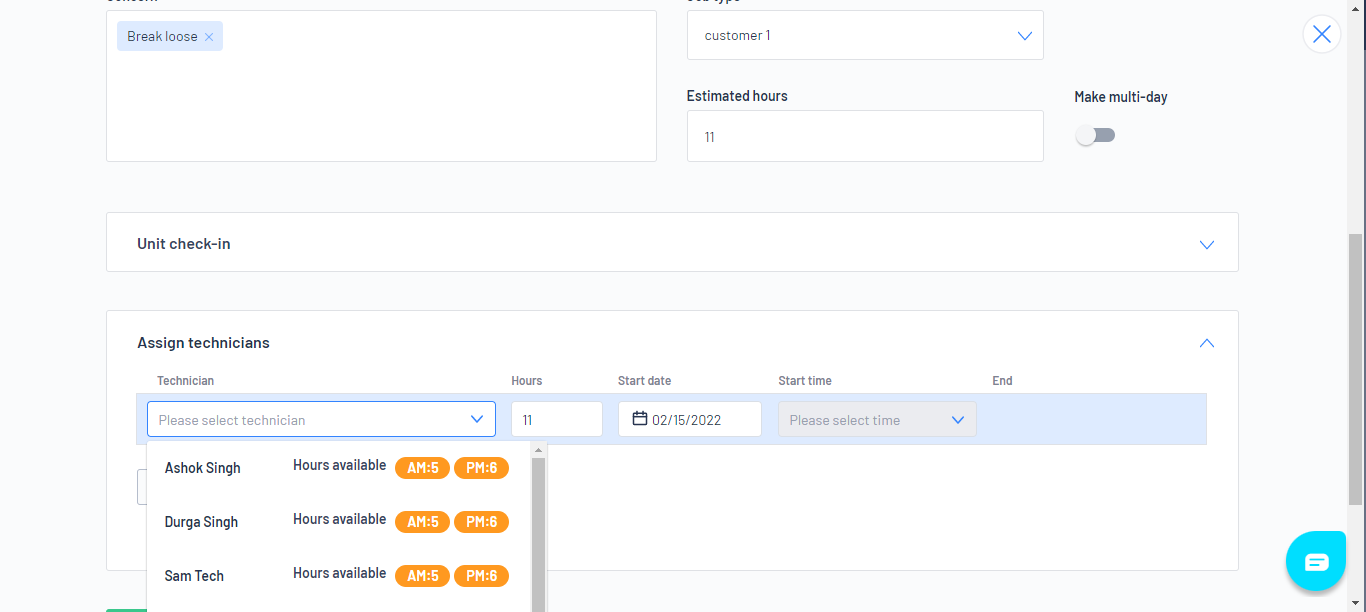 Break loose
customer 1
Estimated hours
Make multi-day
11
Unit check-in
Assign technicians
Technician Hours Start date Start time End
Please select technician 11 02/15/2022 Please select time
Ashok Singh Hours available AM:5 PM:6
Durga Singh Hours available AM:5 PM:6
Sam Tech Hours available AM:5 PM:6